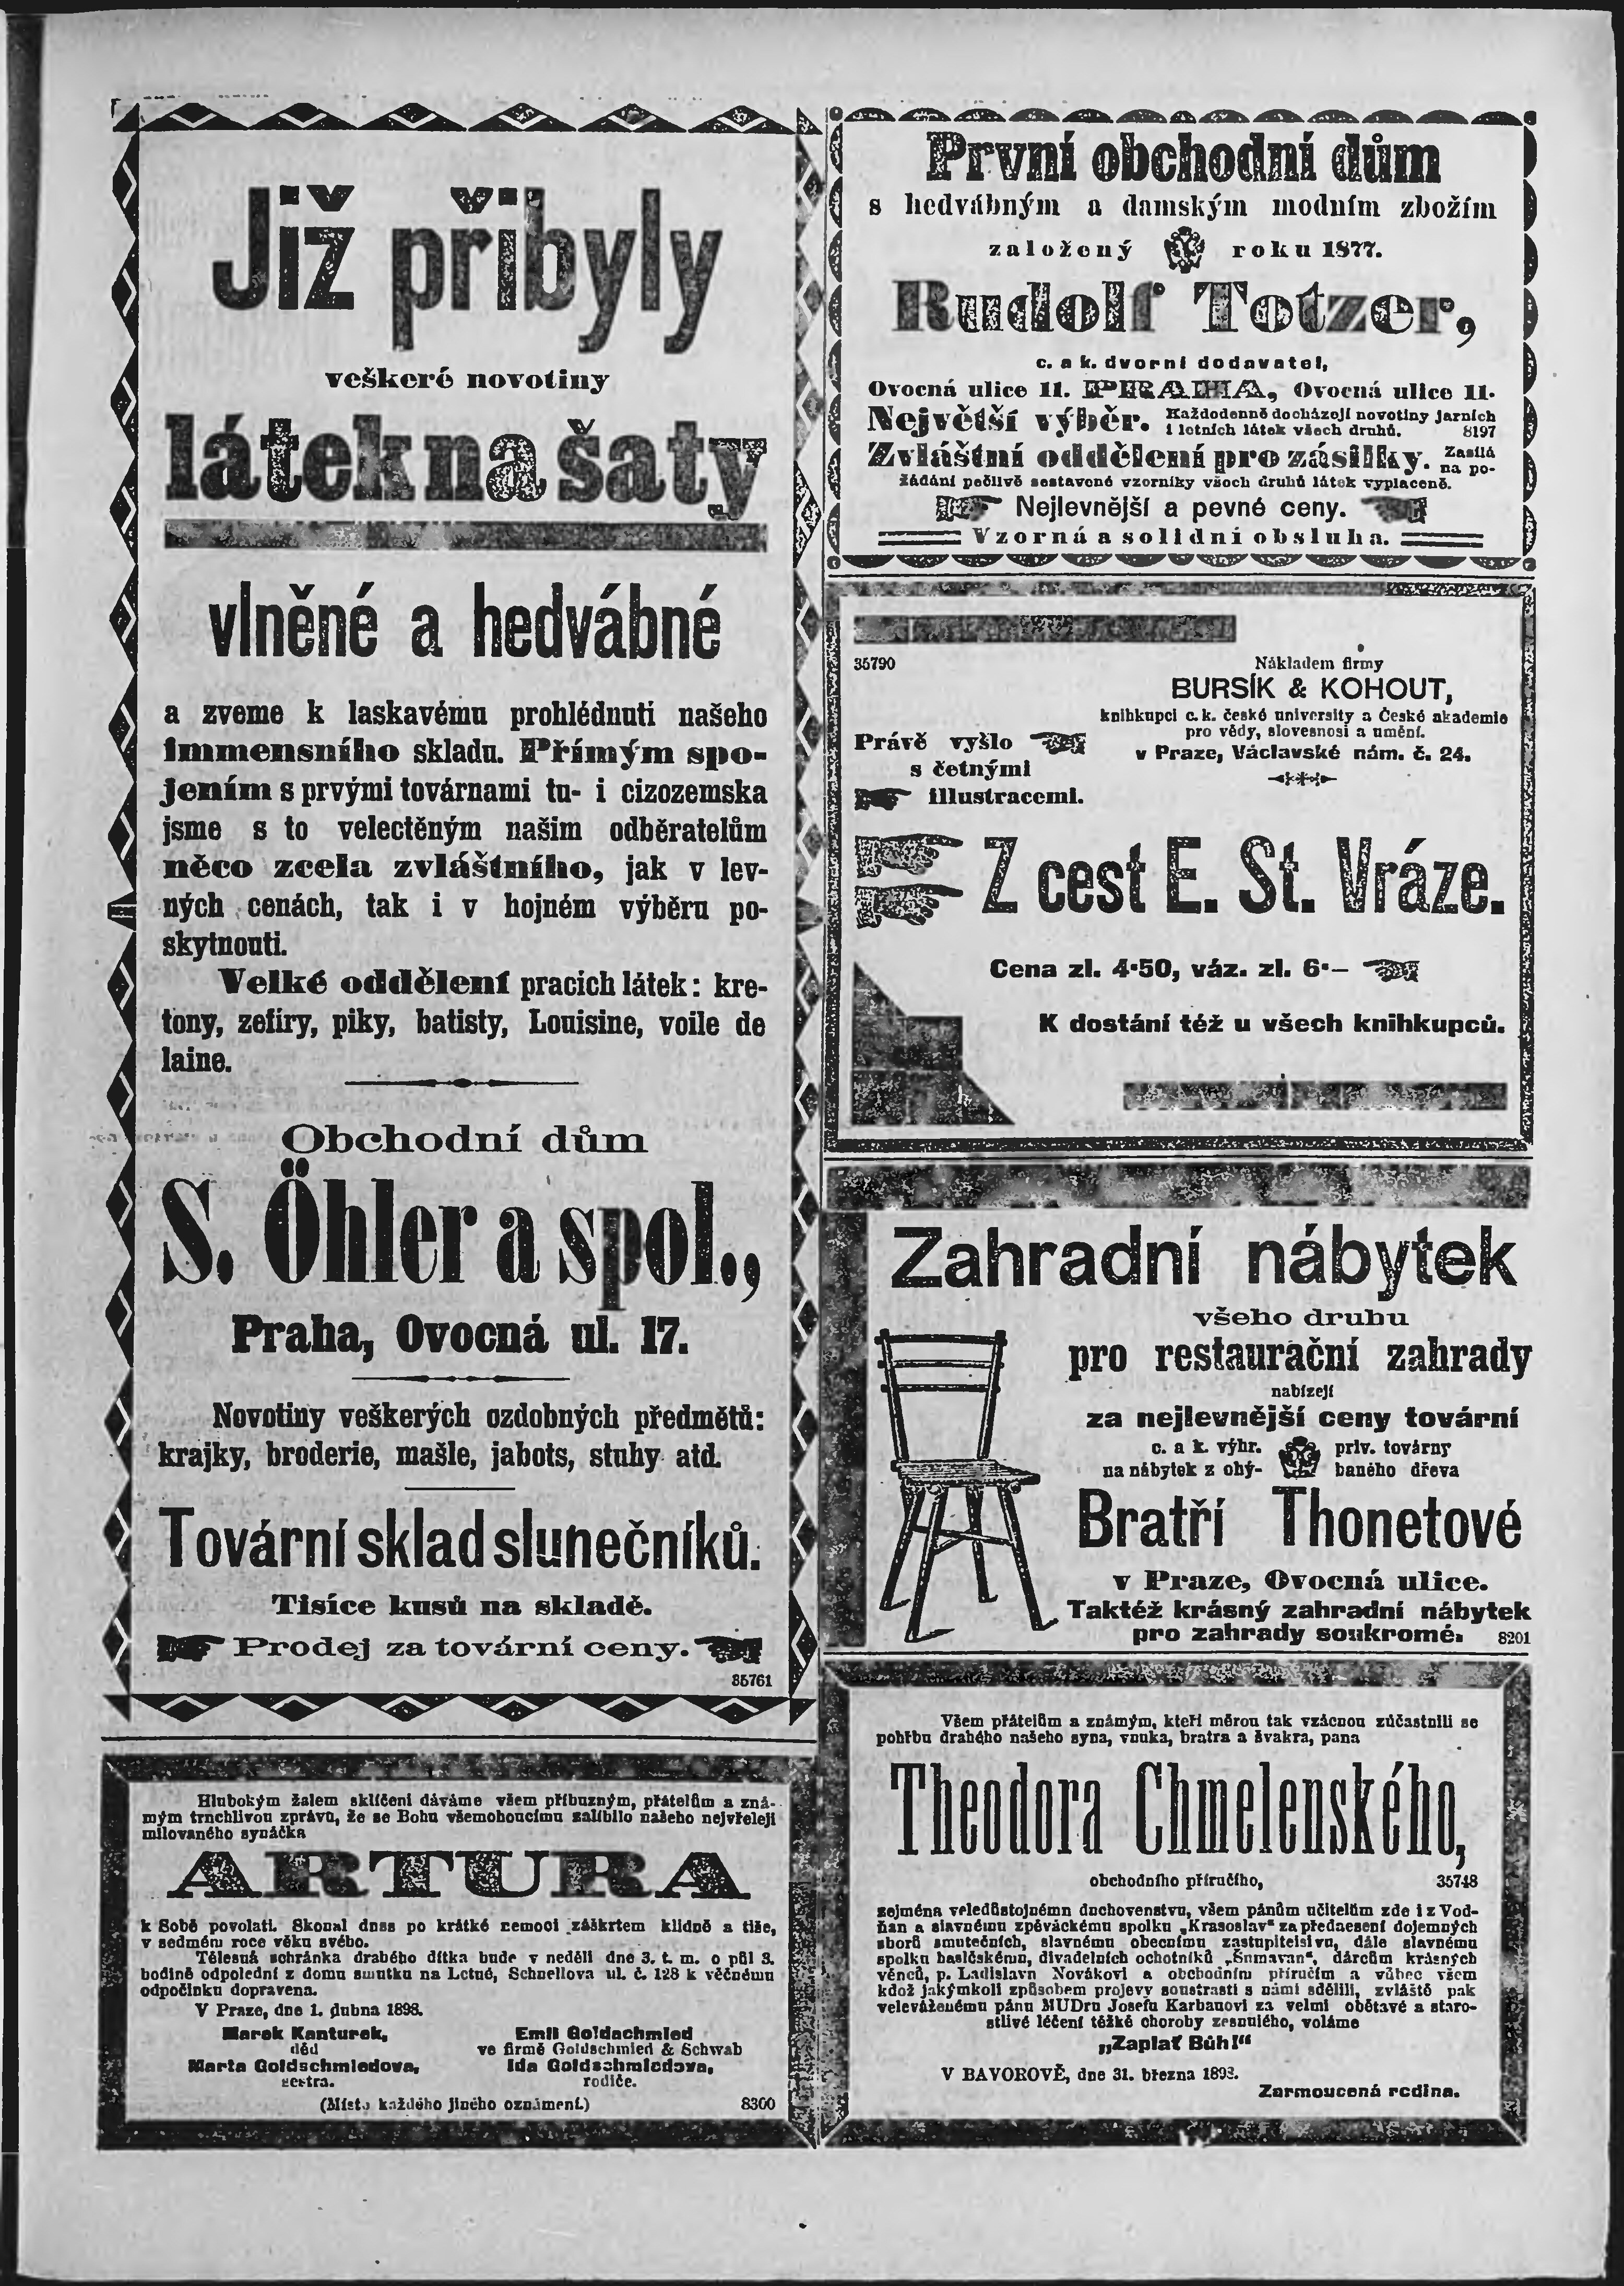 Již přibyly
veškeré novotiny
látek na šaty
vlněné a hedvábné
a zveme k laskavému prohlédnuti našeho
immensního skladu. Přímým spo-
jením s prvými továrnami tu- i cizozemska
jsme s to velectěným našim odběratelům
něco zcela zvláštního, jak v lev-
ných cenách, tak i v hojném výběru po-
skytnouti.
Velké oddělení pracich látek: kre-
tony, zefiry, piky, batisty, Louisine, voile de
laine.
Obchodní dům
S. Öhler a spol.,
Praha, Ovocná ul. 17.
Novotiny veškerých ozdobných předmětů:
krajky, broderie, mašle, jabots, stuhy atd.
Tovární sklad slunečníků.
Tisíce kusů na skladě.
Prodej za tovární ceny.
35761
Hlubokým žalem sklíčeni dáváme všem příbuzným, přátelům a zná-
mým truchlivou zprávu, že se Bohu všemohoucímu zalíbilo našeho nejvřeleji
milovaného synáčka
ARTURA
k Sobě povolati. Skonal dnes po krátké nemoci záškrtem klidně a tiše,
v sedmém roce věku svého.
Tělesná schránka drahého dítka bude v neděli dne 3. t. m. o půl 3.
hodině odpolední z domu smutku na Letné, Schnellova ul. č. 128 k věčnému
odpočinku dopravena.
V Praze, dne 1. dubna 1898.
Marek Kanturek,
děd
Marta Goldschmiedova,
sestra.
Emil Goldschmied
ve firmě Goldschmied & Schwab
Ida Goldschmiedova,
rodiče.
(Místo každého jiného oznámení.) 8300
První obchodní dům
s hedvábným a damským modním zbožím
založený roku 1877.
Rudolf Totzer,
c. a k. dvorní dodavatel,
Ovocná ulice 11. PRAHA, Ovocná ulice 11.
Největší výběr. Každodenně docházejí novotiny jarních
i letních látek všech druhů. 8197
Zvláštní oddělení pro zásilky. Zasílá
na po-
žádání pečlivě sestavené vzorníky všech druhů látek vyplaceně.
Nejlevnější a pevné ceny.
Vzorná a solidní obsluha.
35790
Nákladem firmy
BURSÍK & KOHOUT,
knihkupci c. k. české university a České akademie
pro vědy, slovesnosi a umění.
v Praze, Václavské nám. č. 24.
Právě vyšlo
s četnými
illustracemi.
Z cest E. St. Vráze.
Cena zl. 4·50, váz. zl. 6·—
K dostání též u všech knihkupců.
Zahradní nábytek
všeho druhu
pro restaurační zahrady
nabízejí
za nejlevnější ceny tovární
c. a k. výhr. priv. továrny
na nábytek z ohý- baného dřeva
Bratří Thonetové
v Praze, Ovocná ulice.
Taktéž krásný zahradní nábytek
pro zahrady soukromé. 8201
Všem přátelům a známým, kteří měrou tak vzácnou zúčastnili se
pohřbu drahého našeho syna, vnuka, bratra a švakra, pana
Theodora Chmelenského,
obchodního příručího, 35748
zejména veledůstojnému duchovenstvu, všem pánům učitelům zde i z Vod-
ňan a slavnému zpěváckému spolku „Krasoslav“ za přednesení dojemných
sborů smutečních, slavnému obecnímu zastupitelstvu, dále slavnému
spolku hasičskému, divadelních ochotníků „Šumavan“, dárcům krásných
věnců, p. Ladislavu Novákovi a obchodním příručím a vůbec všem
kdož jakýmkoli způsobem projevy soustrasti s námi sdělili, zvláště pak
veleváženému pánu MUDru Josefu Karbanovi za velmi obětavé a staro-
stlivé léčení těžké choroby zesnulého, voláme
„Zaplať Bůh!“
V BAVOROVĚ, dne 31. března 1898.
Zarmoucená rodina.